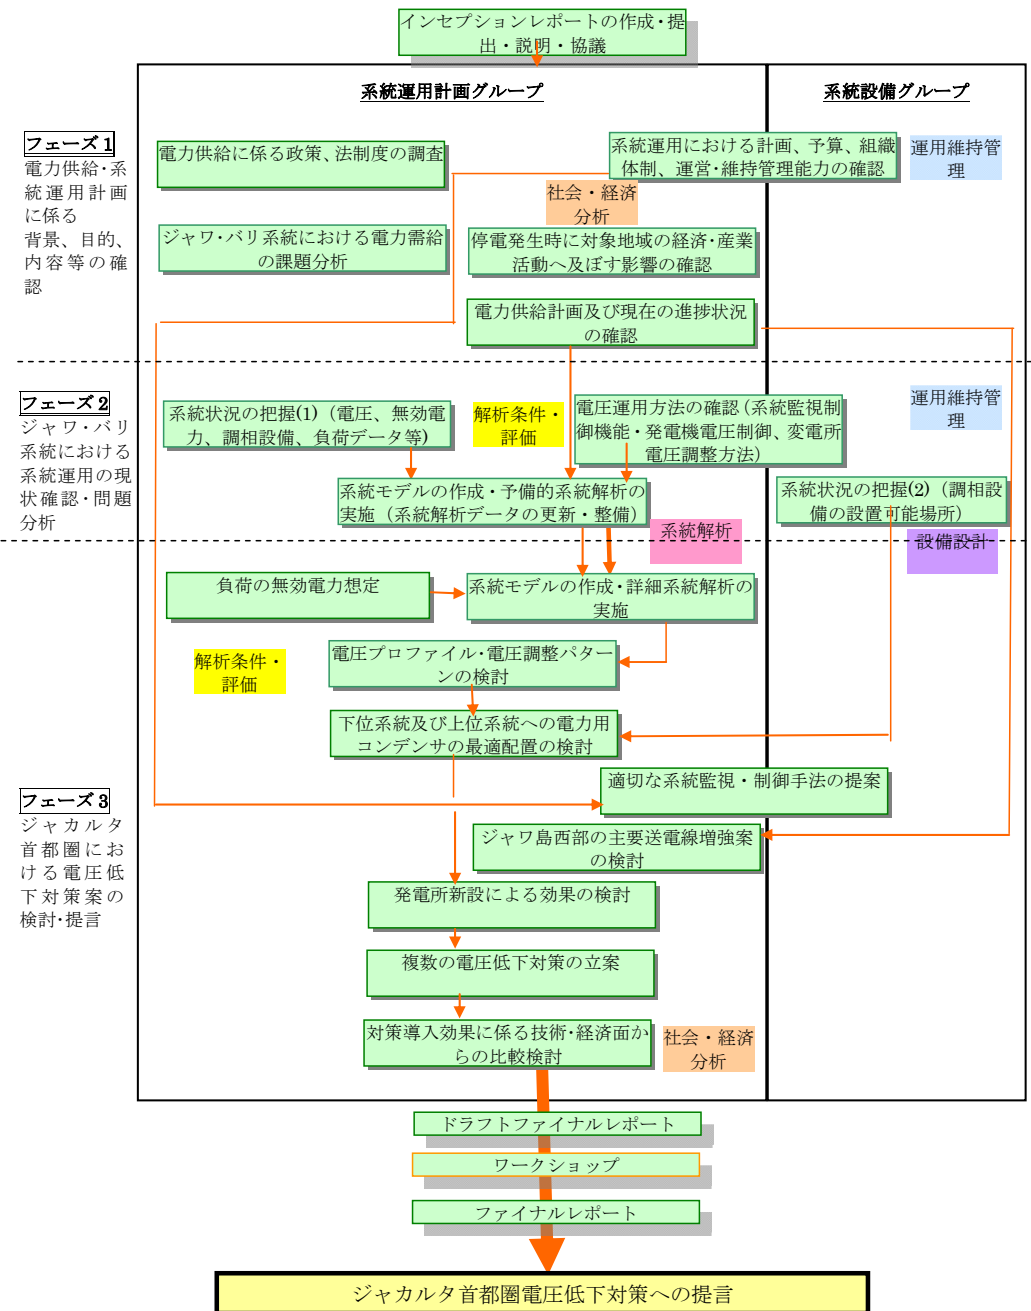 インセプションレポートの作成・提
出・説明・協議
系統運用計画グループ
系統設備グループ
フェーズ 1
電力供給・系
統運用計画
に係る
背景、目的、
内容等の確
認
電力供給に係る政策、法制度の調査
系統運用における計画、予算、組織
体制、運営・維持管理能力の確認
運用維持管
理
社会・経済
分析
ジャワ・バリ系統における電力需給
の課題分析
停電発生時に対象地域の経済・産業
活動へ及ぼす影響の確認
電力供給計画及び現在の進捗状況
の確認
フェーズ 2
ジャワ・バリ
系統における
系統運用の現
状確認・問題
分析
系統状況の把握(1)（電圧、無効電
力、調相設備、負荷データ等）
解析条件・
評価
電圧運用方法の確認（系統監視制
御機能・発電機電圧制御、変電所
電圧調整方法）
運用維持管
理
系統モデルの作成・予備的系統解析の
実施（系統解析データの更新・整備）
系統状況の把握(2)（調相設
備の設置可能場所）
系統解析
設備設計
負荷の無効電力想定
系統モデルの作成・詳細系統解析の
実施
解析条件・
評価
電圧プロファイル・電圧調整パター
ンの検討
下位系統及び上位系統への電力用
コンデンサの最適配置の検討
フェーズ 3
ジャカルタ
首都圏にお
ける電圧低
下対策案の
検討・提言
適切な系統監視・制御手法の提案
ジャワ島西部の主要送電線増強案
の検討
発電所新設による効果の検討
複数の電圧低下対策の立案
対策導入効果に係る技術・経済面か
らの比較検討
社会・経済
分析
ドラフトファイナルレポート
ワークショップ
ファイナルレポート
ジャカルタ首都圏電圧低下対策への提言